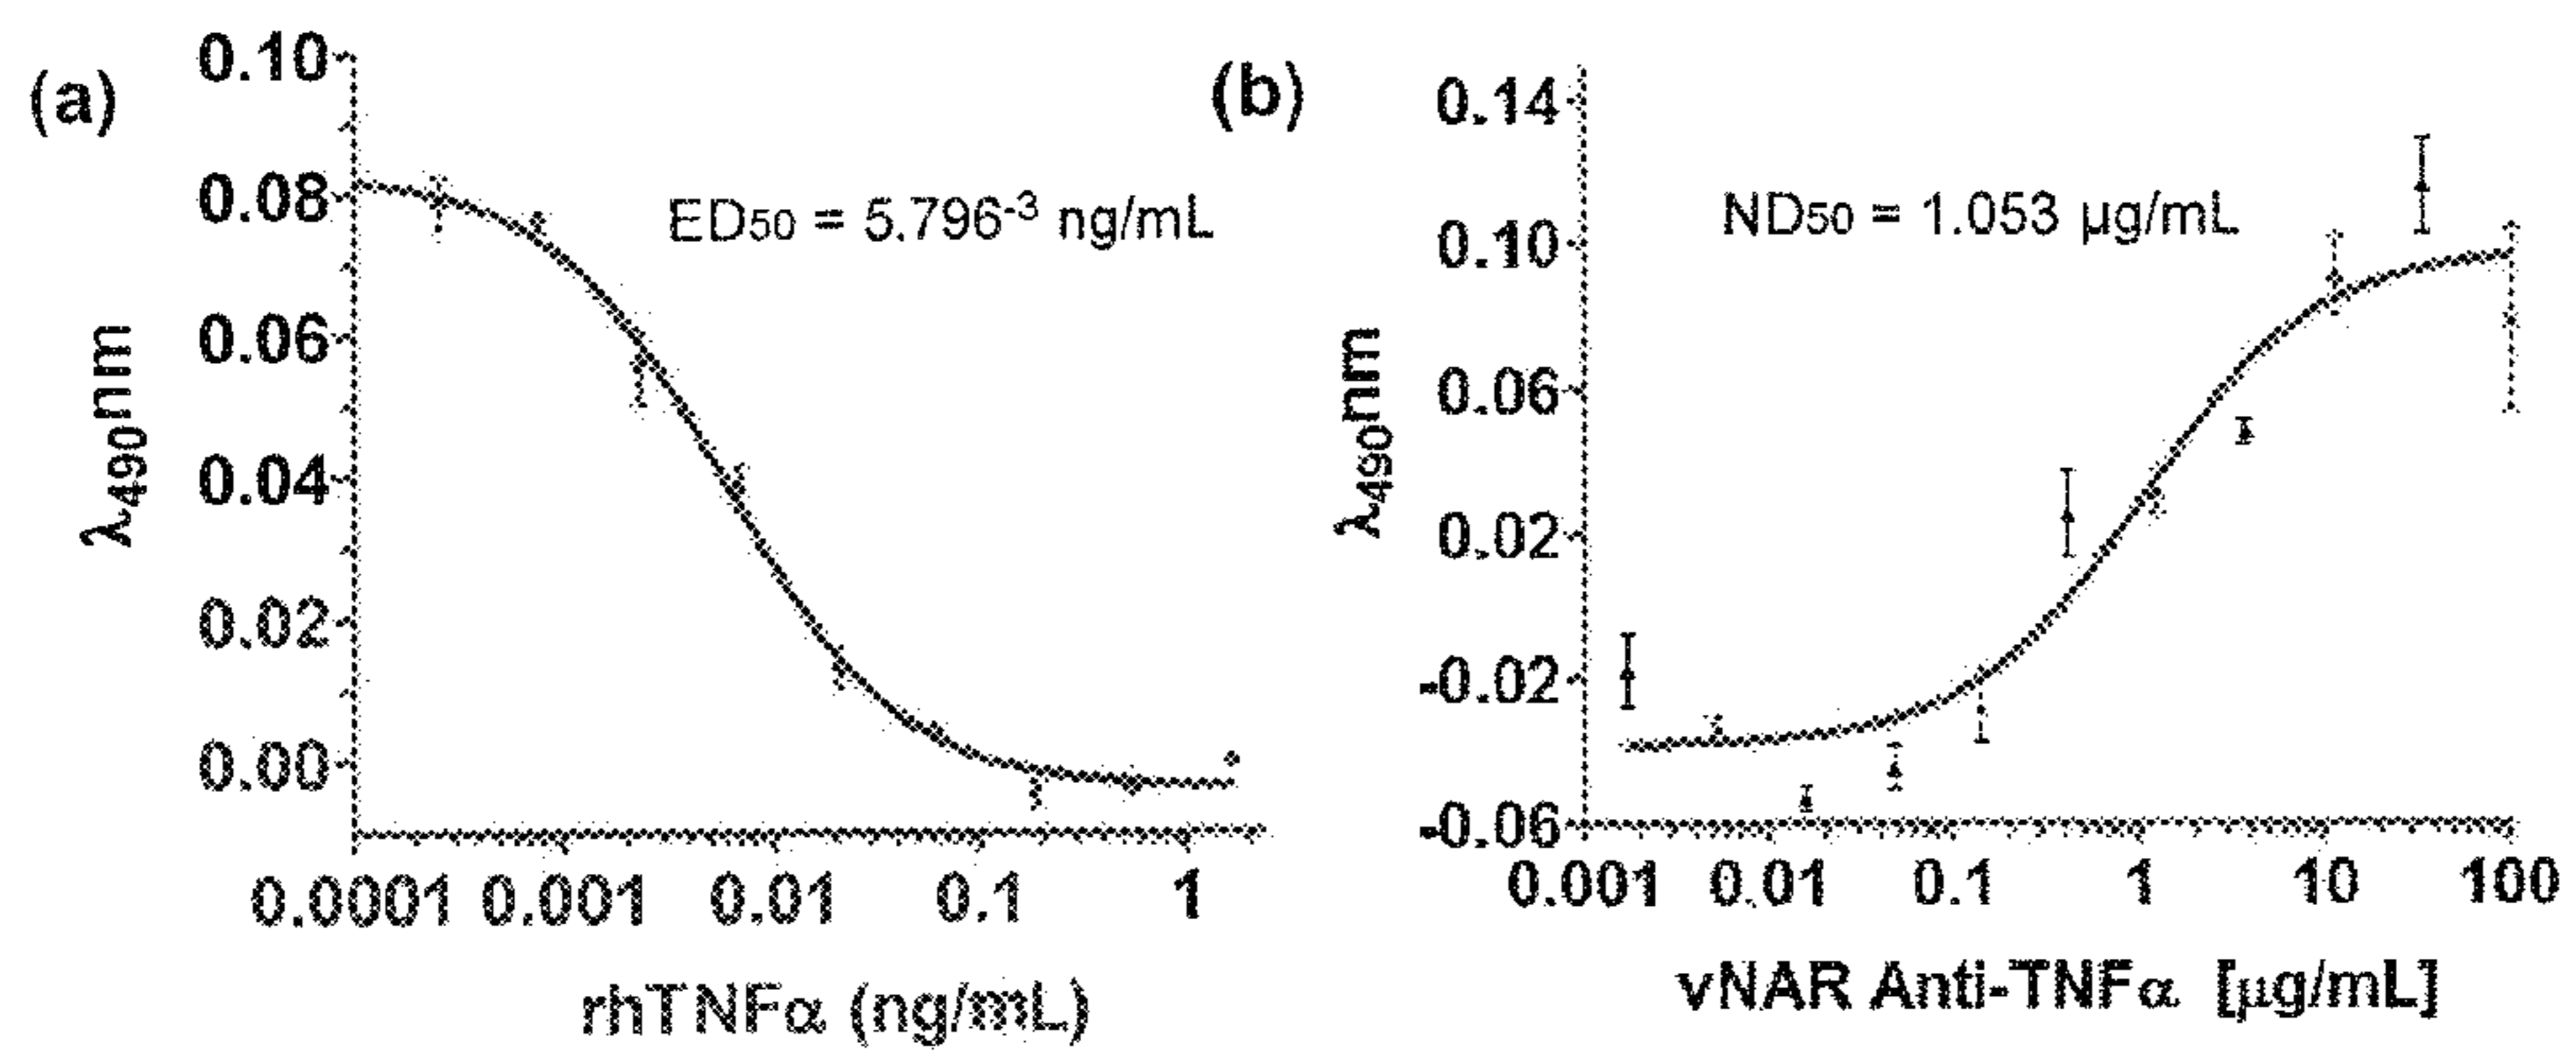 (a)
0.10
0.08
0.06
0.04
0.02
0.00
λ490nm
ED50 = 5.796-3 ng/mL
0.0001 0.001 0.01 0.1 1
rhTNFα (ng/mL)
(b)
0.14
0.10
0.06
0.02
-0.02
-0.06
λ490nm
ND50 = 1.053 µg/mL
0.001 0.01 0.1 1 10 100
vNAR Anti-TNFα [µg/mL]